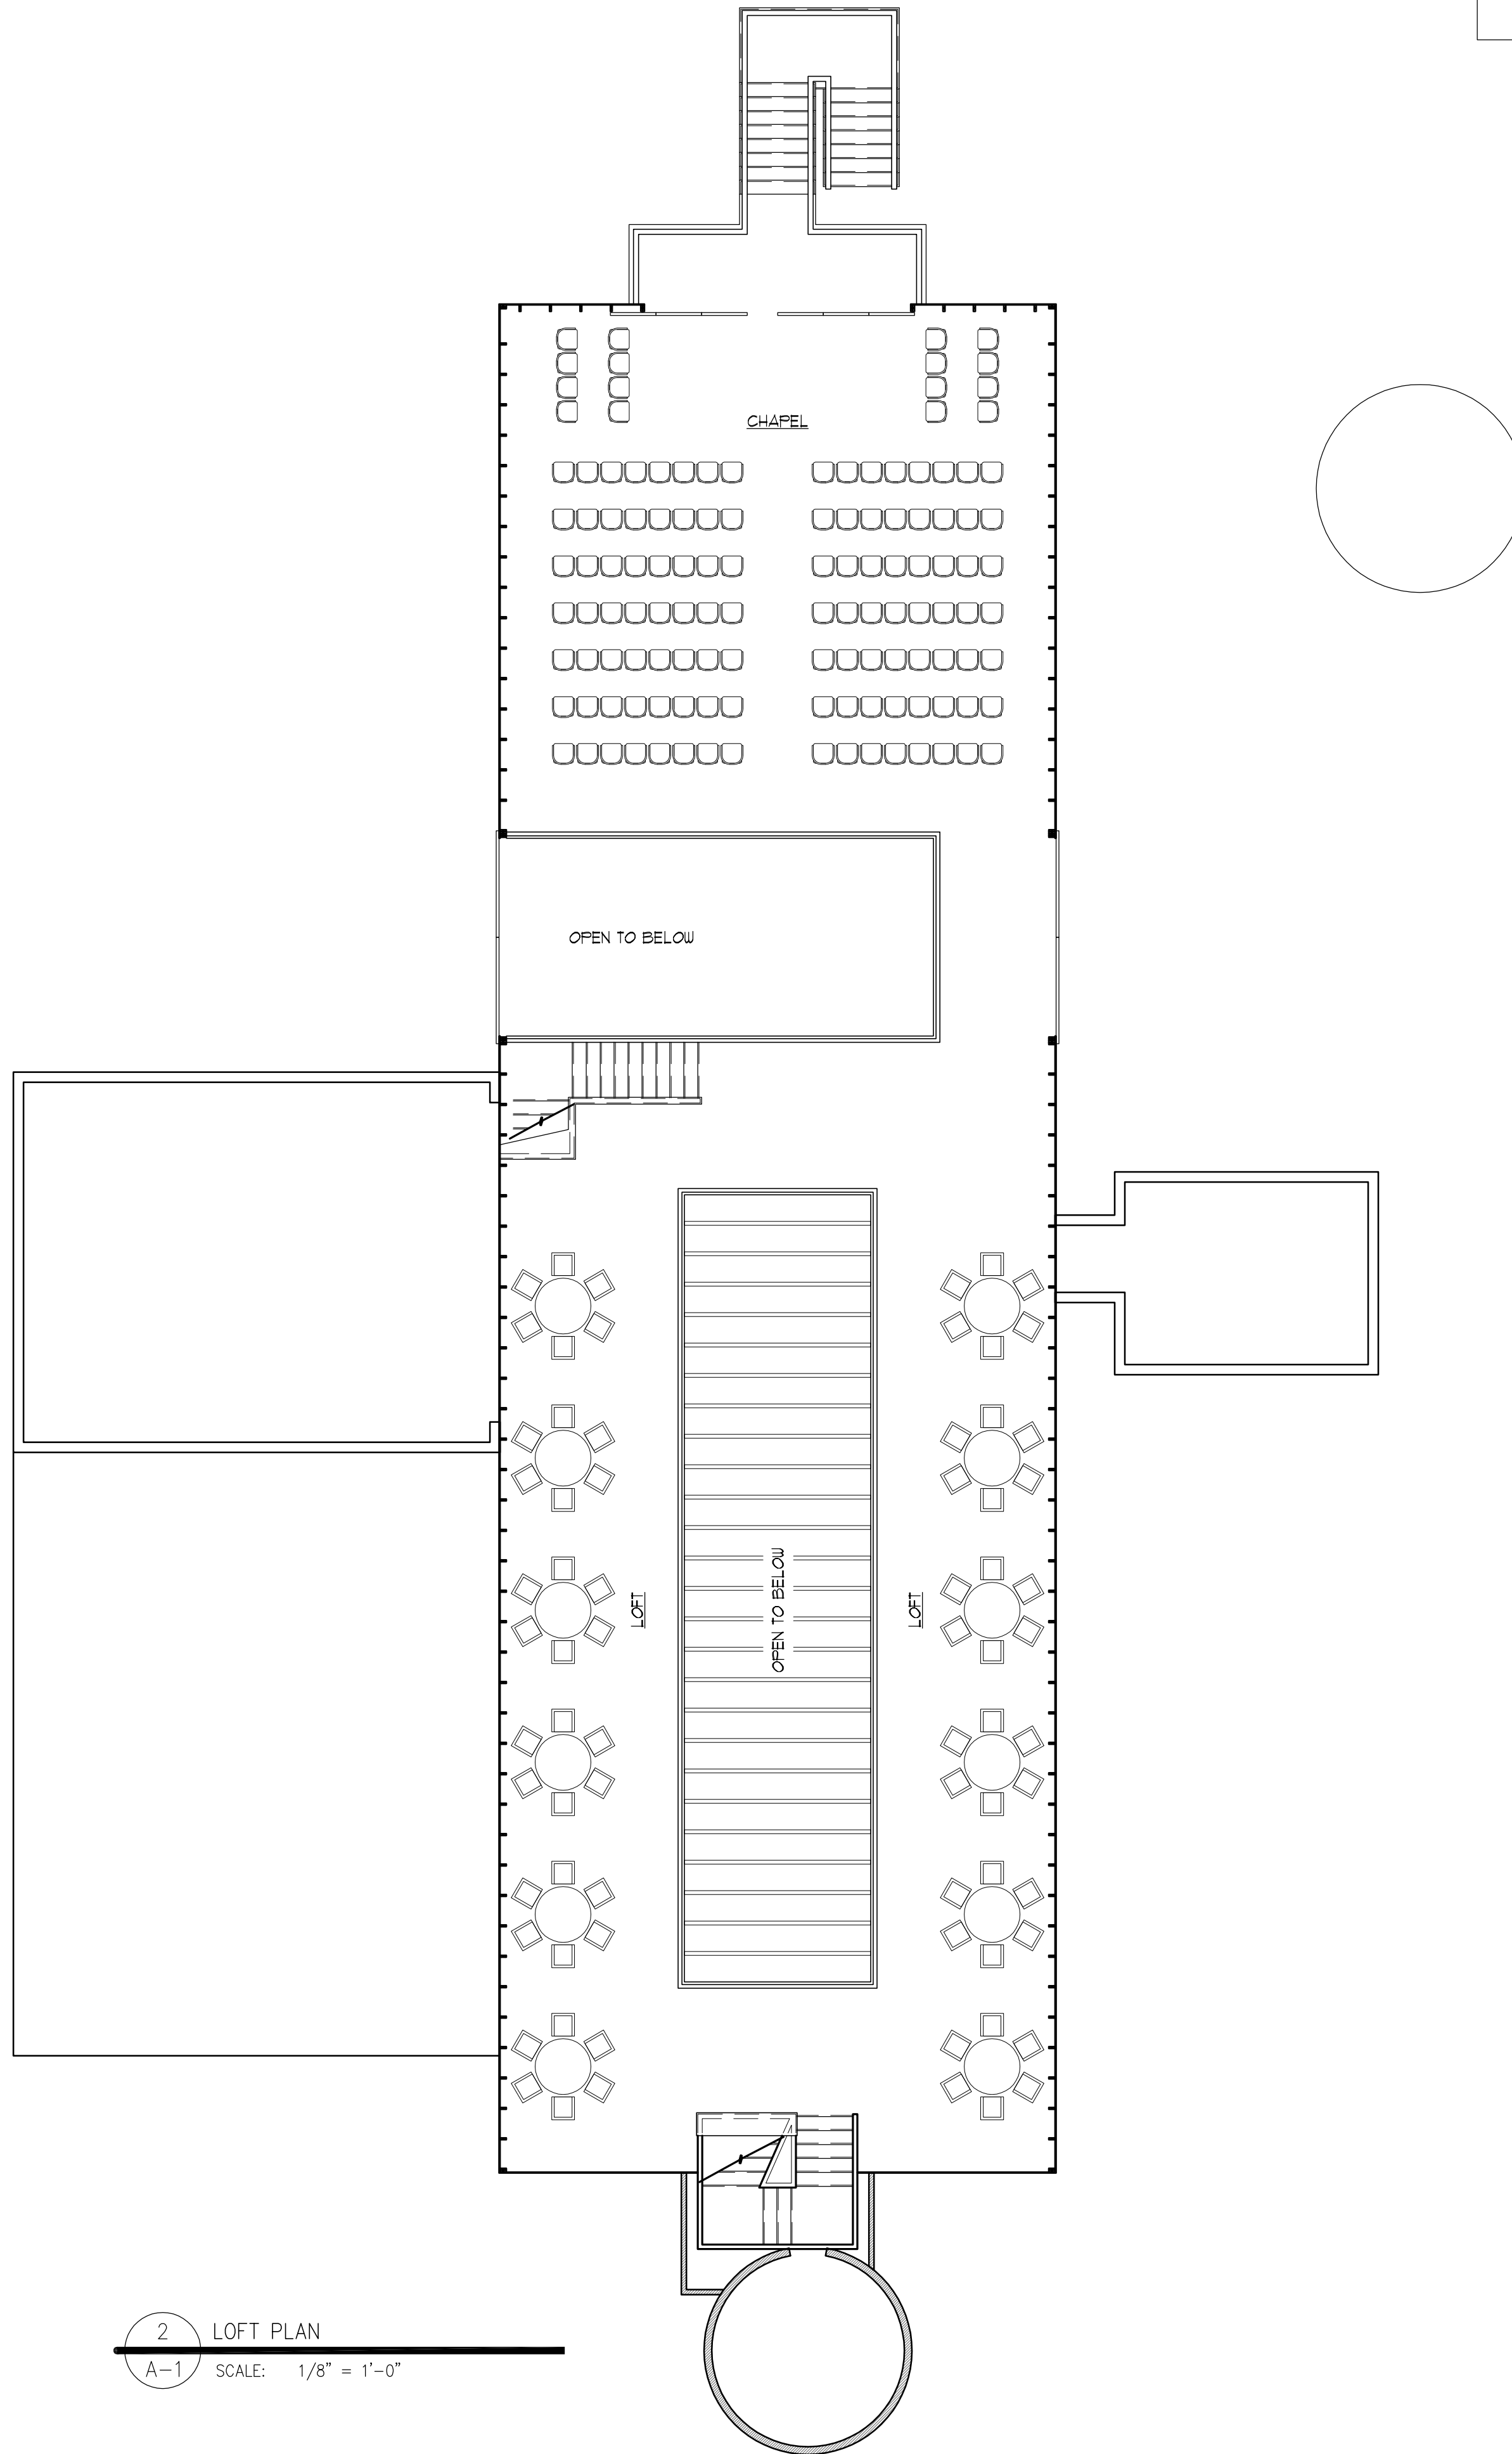 CHAPEL
OPEN TO BELOW
LOFT
OPEN TO BELOW
LOFT
2
LOFT PLAN
A-1
SCALE: 1/8" = 1'-0"